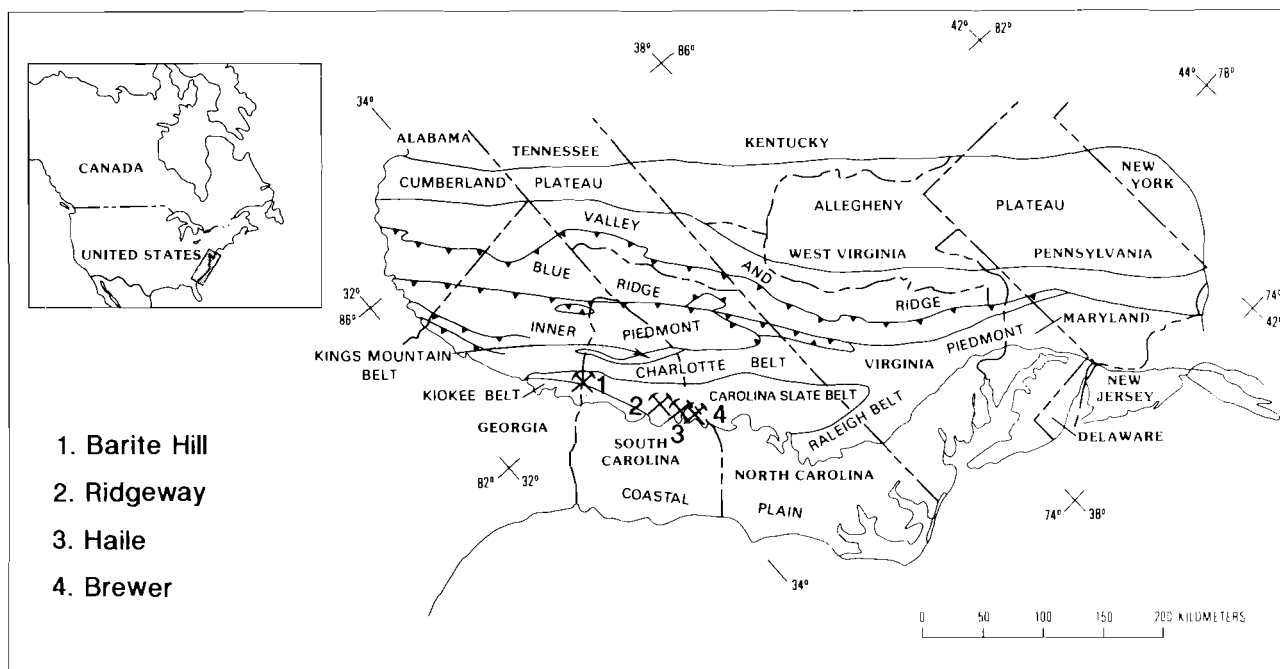 42° 82°
38° 86°
44° 78°
34°
ALABAMA
TENNESSEE
KENTUCKY
NEW
YORK
CANADA
CUMBERLAND PLATEAU
ALLEGHENY PLATEAU
VALLEY AND RIDGE
WEST VIRGINIA
PENNSYLVANIA
UNITED STATES
BLUE RIDGE
32°
86°
74°
42°
INNER PIEDMONT
PIEDMONT
MARYLAND
KINGS MOUNTAIN
BELT
CHARLOTTE BELT
VIRGINIA
NEW
JERSEY
KIOKEE BELT
1
CAROLINA SLATE BELT
2
3
4
RALEIGH BELT
DELAWARE
GEORGIA
SOUTH
CAROLINA
NORTH CAROLINA
82° 32°
COASTAL PLAIN
74° 38°
34°
1. Barite Hill
2. Ridgeway
3. Haile
4. Brewer
0 50 100 150 200 KILOMETERS